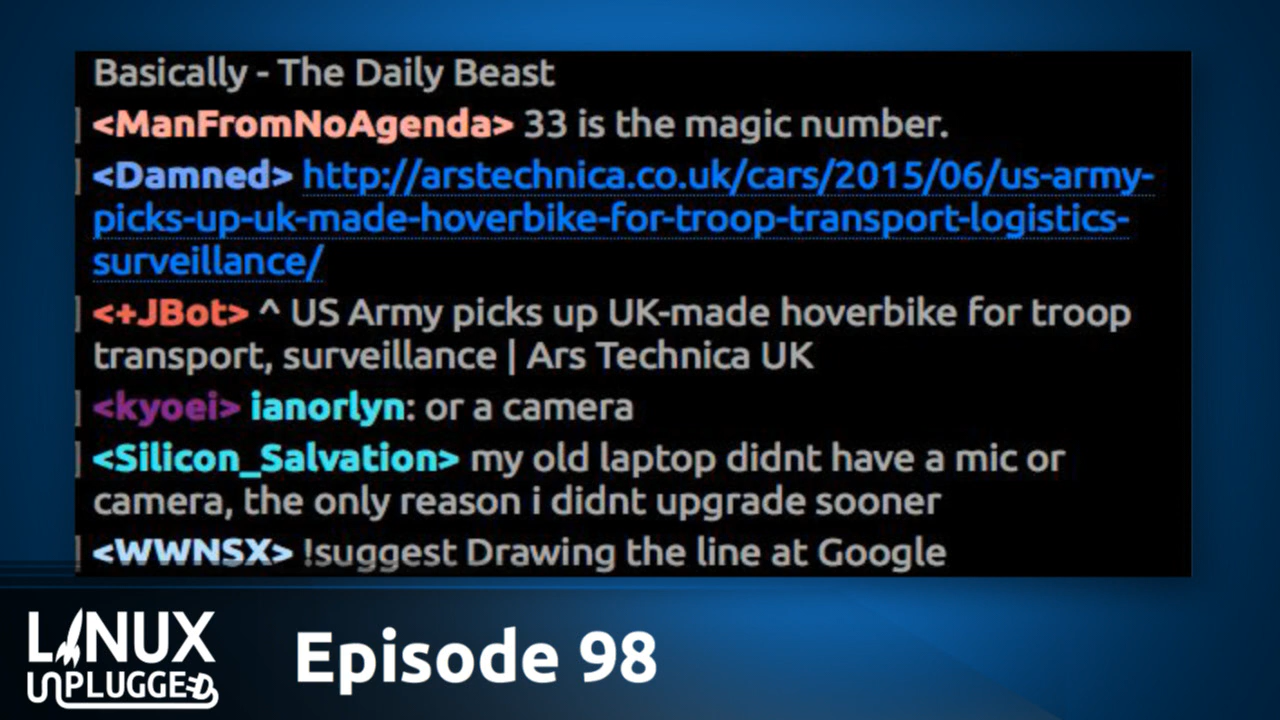 Basically - The Daily Beast
<ManFromNoAgenda> 33 is the magic number.
<Damned> http://arstechnica.co.uk/cars/2015/06/us-army-
picks-up-uk-made-hoverbike-for-troop-transport-logistics-
surveillance/
<+JBot> ^ US Army picks up UK-made hoverbike for troop
transport, surveillance | Ars Technica UK
<kyoei> ianorlyn: or a camera
<Silicon_Salvation> my old laptop didnt have a mic or
camera, the only reason i didnt upgrade sooner
<WWNSX> !suggest Drawing the line at Google
LINUX
UNPLUGGED
Episode 98